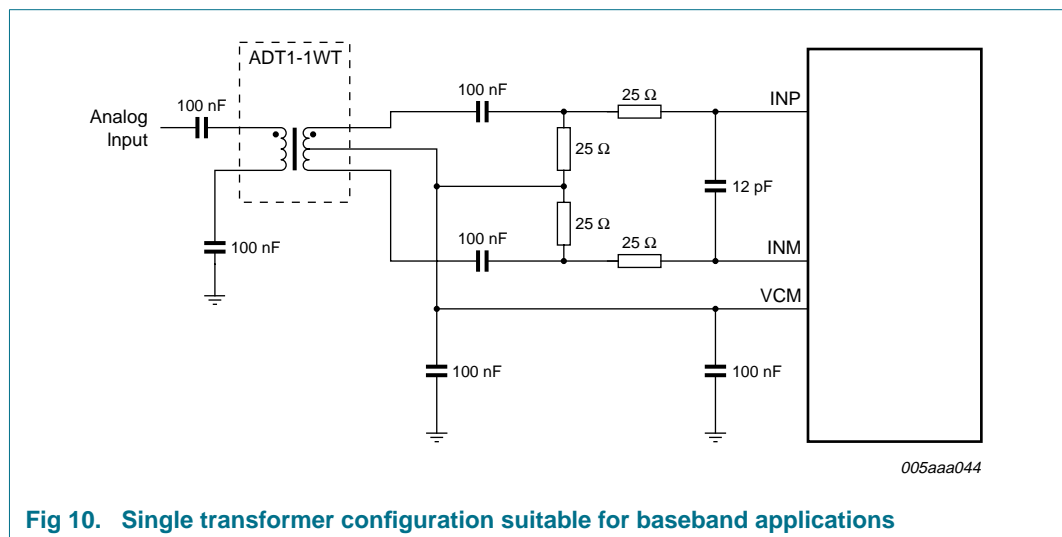 ADT1-1WT
100 nF
Analog
Input
100 nF
100 nF
25 Ω
INP
25 Ω
12 pF
25 Ω
100 nF
25 Ω
INM
VCM
100 nF
100 nF
005aaa044
Fig 10. Single transformer configuration suitable for baseband applications